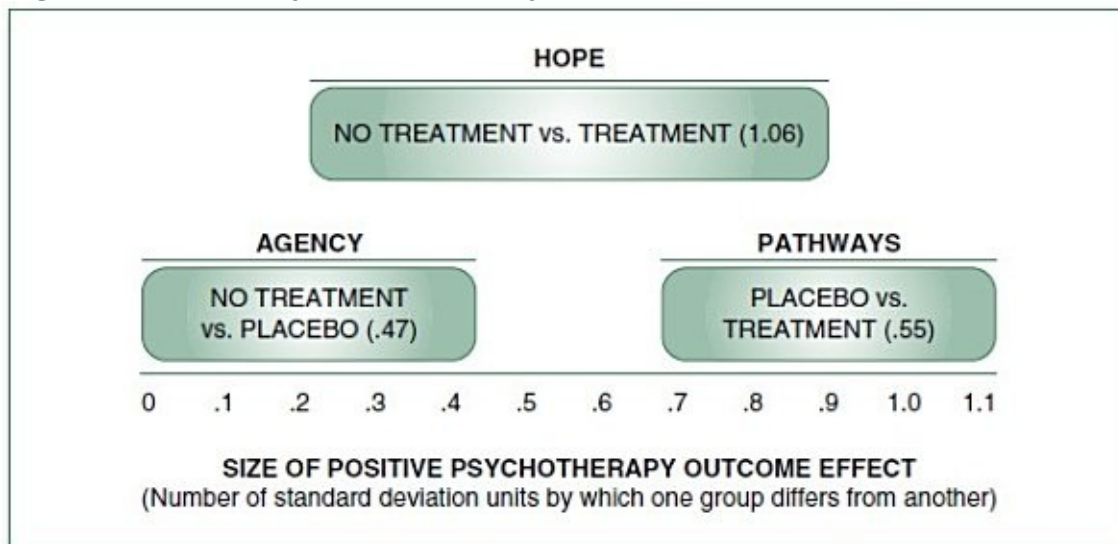 HOPE
NO TREATMENT vs. TREATMENT (1.06)
AGENCY
NO TREATMENT
vs. PLACEBO (.47)
PATHWAYS
PLACEBO vs.
TREATMENT (.55)
0 .1 .2 .3 .4 .5 .6 .7 .8 .9 1.0 1.1
SIZE OF POSITIVE PSYCHOTHERAPY OUTCOME EFFECT
(Number of standard deviation units by which one group differs from another)